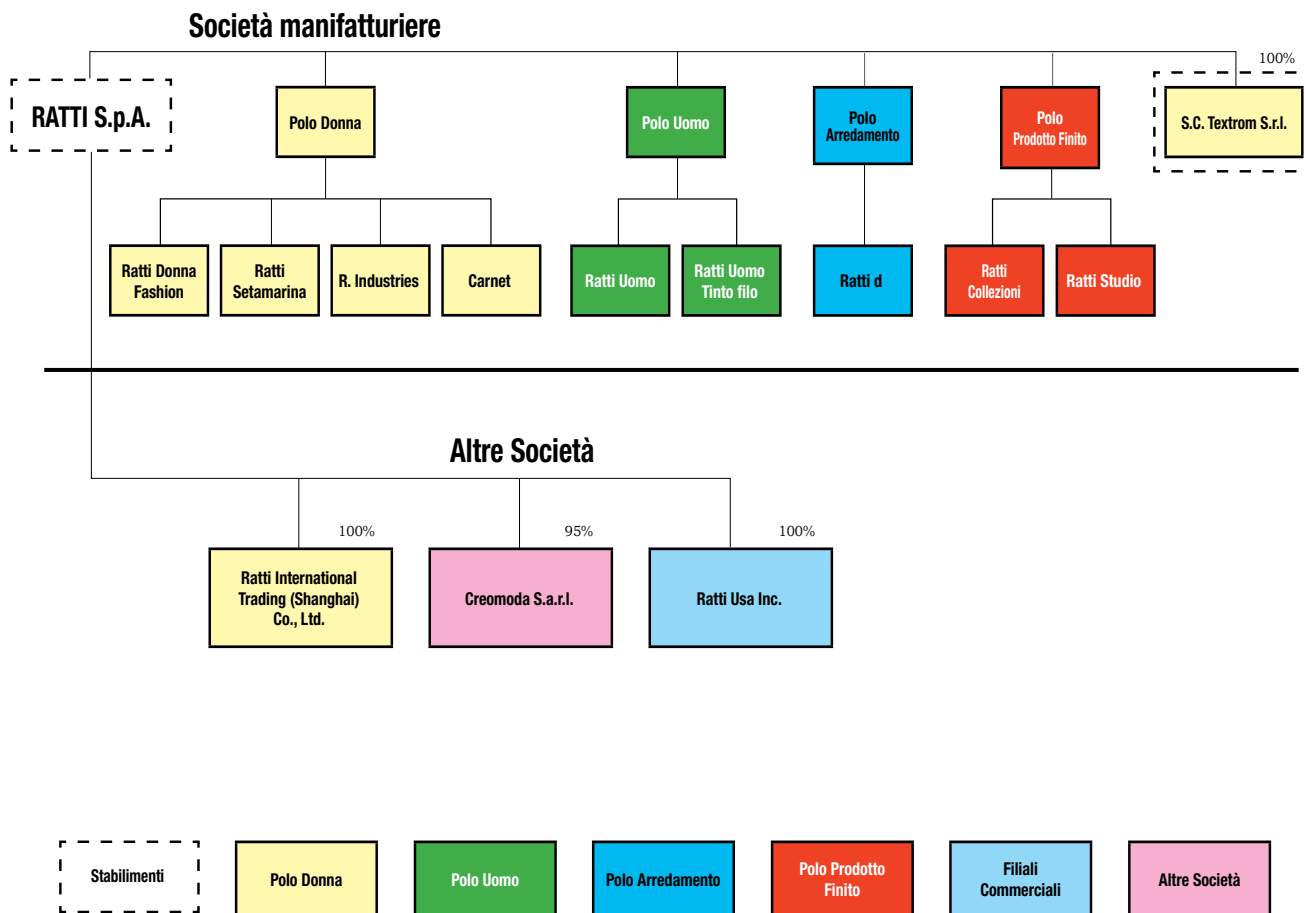 Società manifatturiere
100%
RATTI S.p.A.
Polo Donna
Polo Uomo
Polo
Arredamento
Polo
Prodotto Finito
S.C. Textrom S.r.l.
Ratti Donna
Fashion
Ratti
Setamarina
R. Industries
Carnet
Ratti Uomo
Ratti Uomo
Tinto filo
Ratti d
Ratti
Collezioni
Ratti Studio
Altre Società
100%
95%
100%
Ratti International
Trading (Shanghai)
Co., Ltd.
Creomoda S.a.r.l.
Ratti Usa Inc.
Stabilimenti
Polo Donna
Polo Uomo
Polo Arredamento
Polo Prodotto
Finito
Filiali
Commerciali
Altre Società